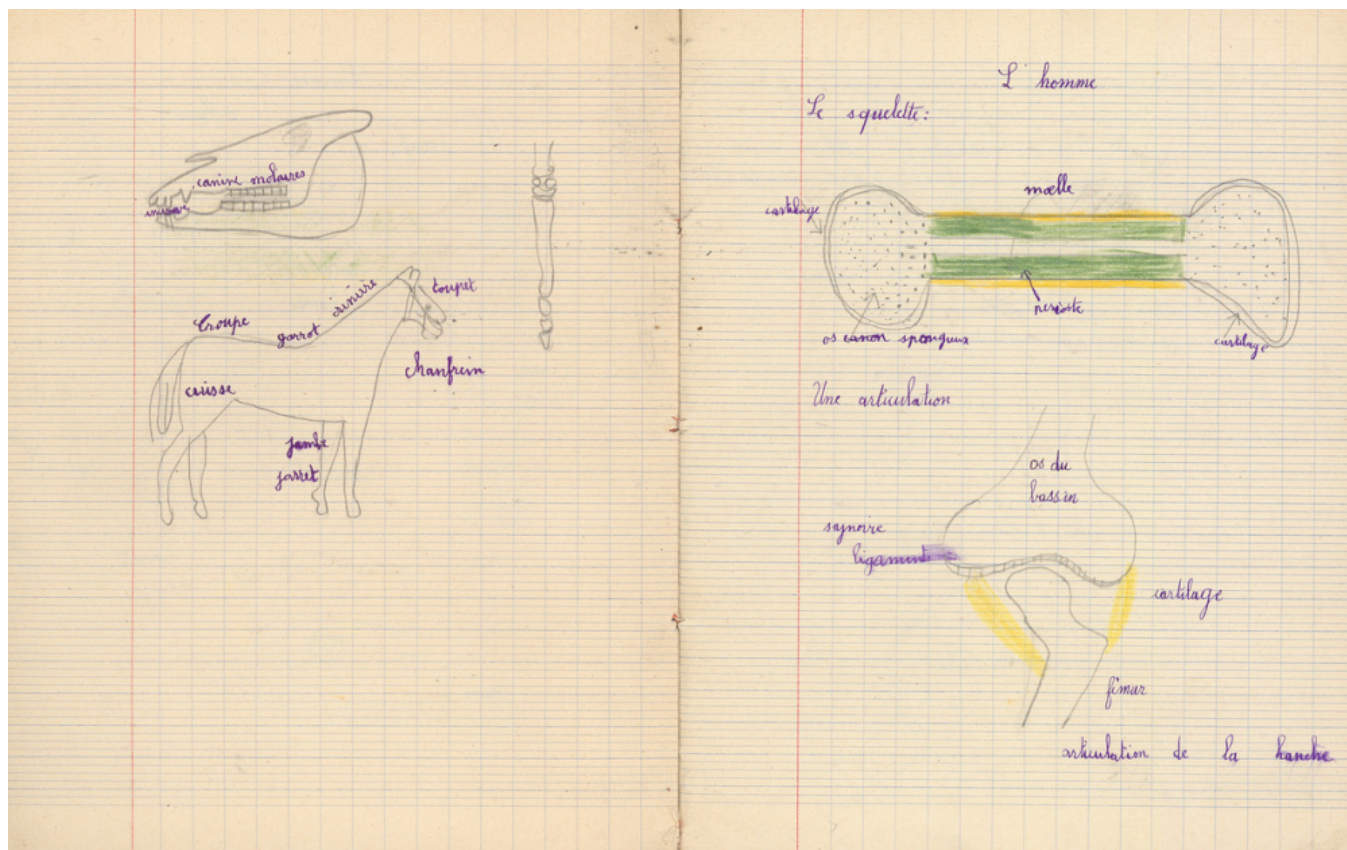 canine molaires
incisive
toupet
crinière
Croupe
garrot
chanfrein
cuisse
jambe
jarret
L'homme
Le squelette:
moelle
cartilage
périoste
os canon spongieux
cartilage
Une articulation
os du
bassin
synovie
ligament
cartilage
fémur
articulation de la hanche